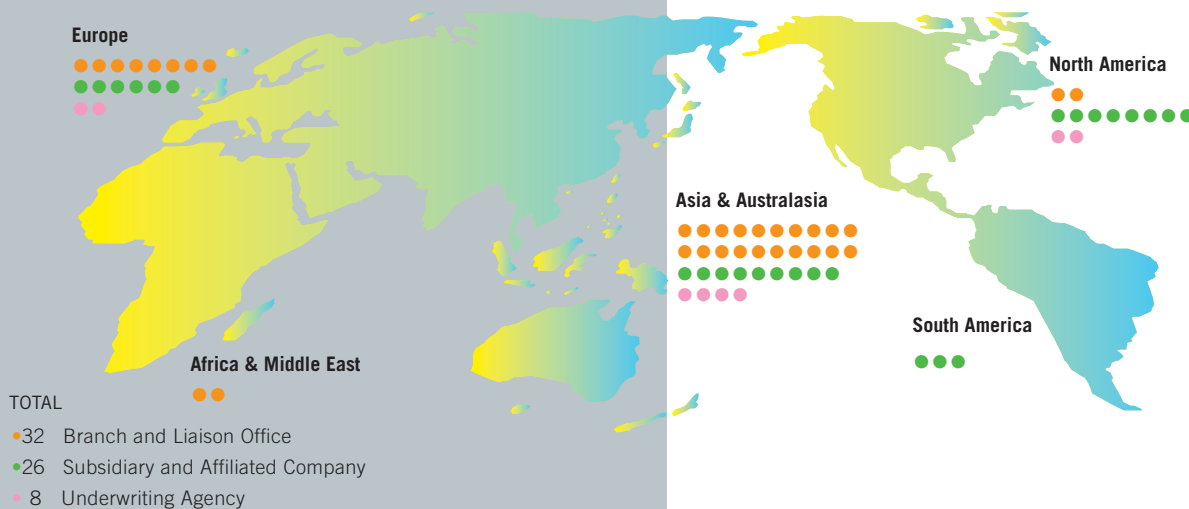 Europe
North America
Asia & Australasia
South America
Africa & Middle East
TOTAL
32 Branch and Liaison Office
26 Subsidiary and Affiliated Company
8 Underwriting Agency